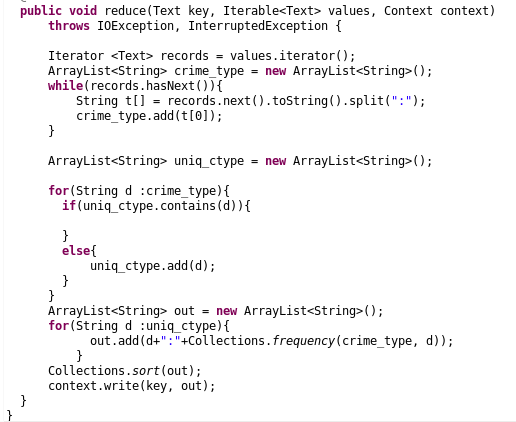 public void reduce(Text key, Iterable<Text> values, Context context)
throws IOException, InterruptedException {
Iterator <Text> records = values.iterator();
ArrayList<String> crime_type = new ArrayList<String>();
while(records.hasNext()){
String t[] = records.next().toString().split(":");
crime_type.add(t[0]);
}
ArrayList<String> uniq_ctype = new ArrayList<String>();
for(String d :crime_type){
if(uniq_ctype.contains(d)){
}
else{
uniq_ctype.add(d);
}
}
ArrayList<String> out = new ArrayList<String>();
for(String d :uniq_ctype){
out.add(d+":"+Collections.frequency(crime_type, d));
}
Collections.sort(out);
context.write(key, out);
}
}